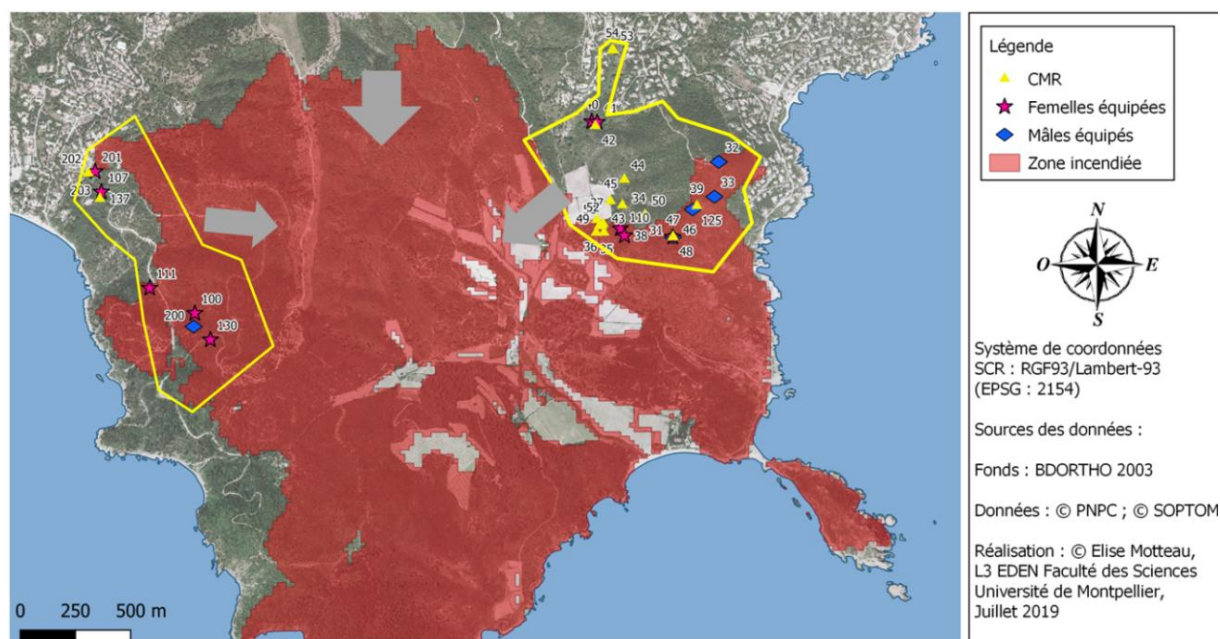 54 53
41
42
32
44
202
201
107
203
137
45
33
39
34
50
52
49
43
110
31
47
125
46
36
35
38
48
111
100
200
130
0 250 500 m
Légende
CMR
Femelles équipées
Mâles équipés
Zone incendiée
N
O
E
S
Système de coordonnées
SCR : RGF93/Lambert-93
(EPSG : 2154)
Sources des données :
Fonds : BDORTHO 2003
Données : © PNPC ; © SOPTOM
Réalisation : © Elise Motteau,
L3 EDEN Faculté des Sciences
Université de Montpellier,
Juillet 2019